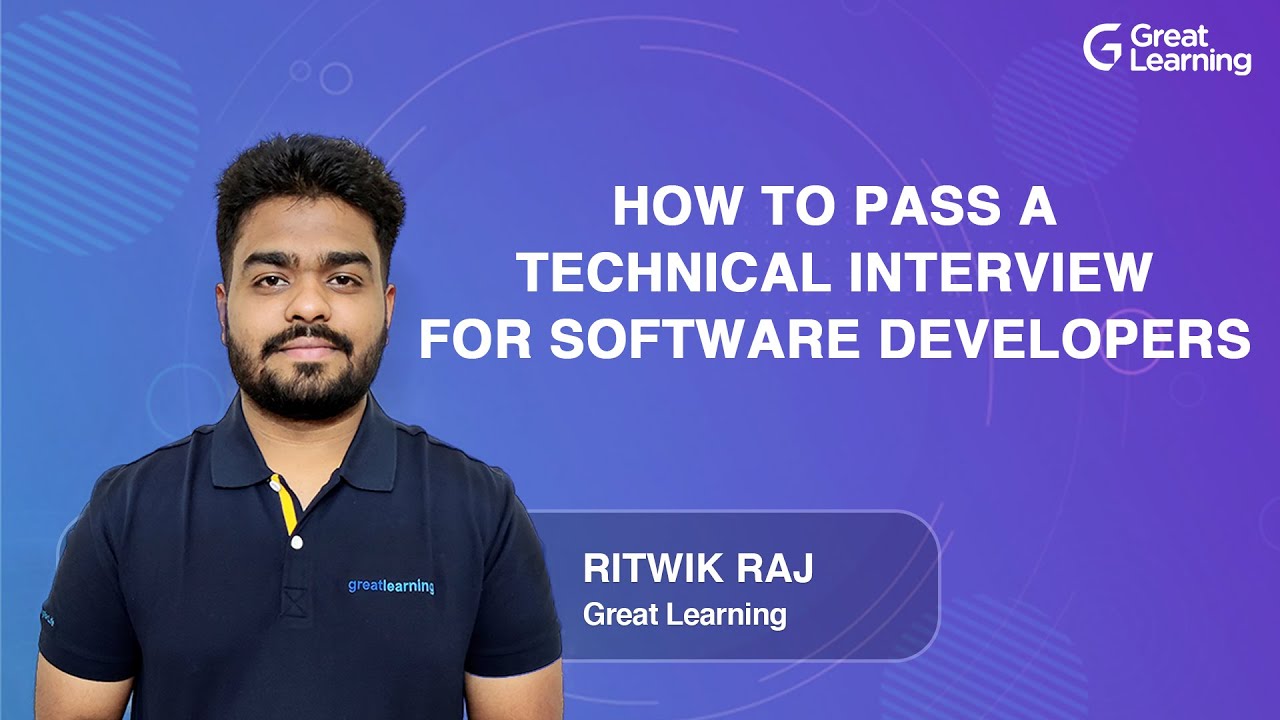 Great
Learning
HOW TO PASS A
TECHNICAL INTERVIEW
FOR SOFTWARE DEVELOPERS
RITWIK RAJ
Great Learning
greatlearning